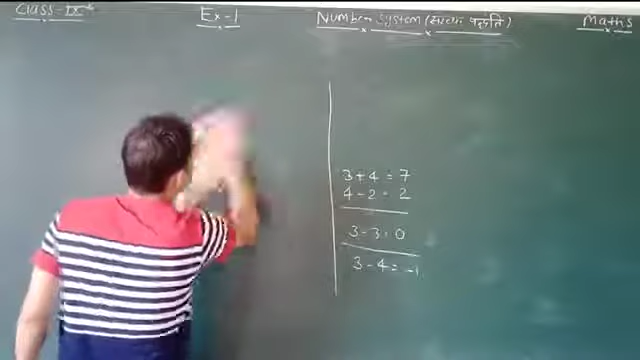 Class-IX
Ex-1
Number System (संख्या पद्धति)
Maths
3+4=7
4-2=2
3-3=0
3-4=-1